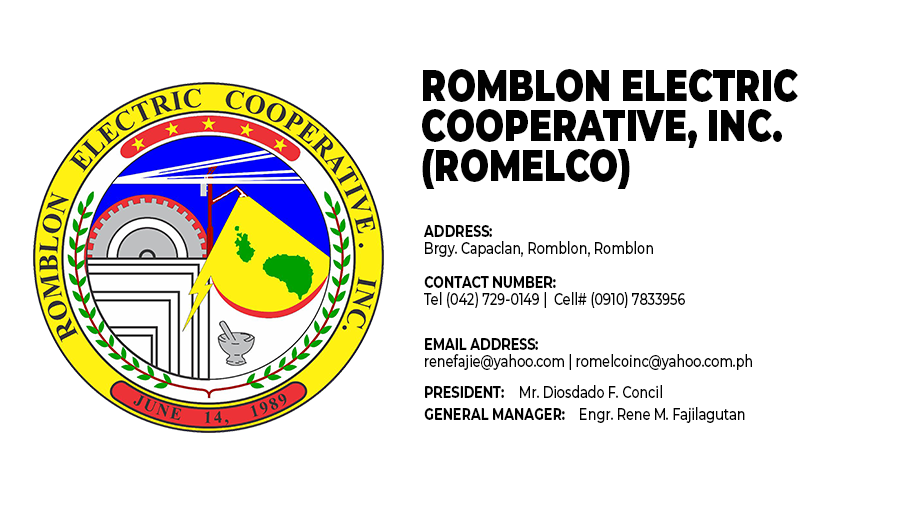 ROMBLON ELECTRIC COOPERATIVE. INC.
JUNE 14, 1989
ROMBLON ELECTRIC
COOPERATIVE, INC.
(ROMELCO)
ADDRESS:
Brgy. Capaclan, Romblon, Romblon
CONTACT NUMBER:
Tel (042) 729-0149 | Cell# (0910) 7833956
EMAIL ADDRESS:
renefajie@yahoo.com | romelcoinc@yahoo.com.ph
PRESIDENT: Mr. Diosdado F. Concil
GENERAL MANAGER: Engr. Rene M. Fajilagutan